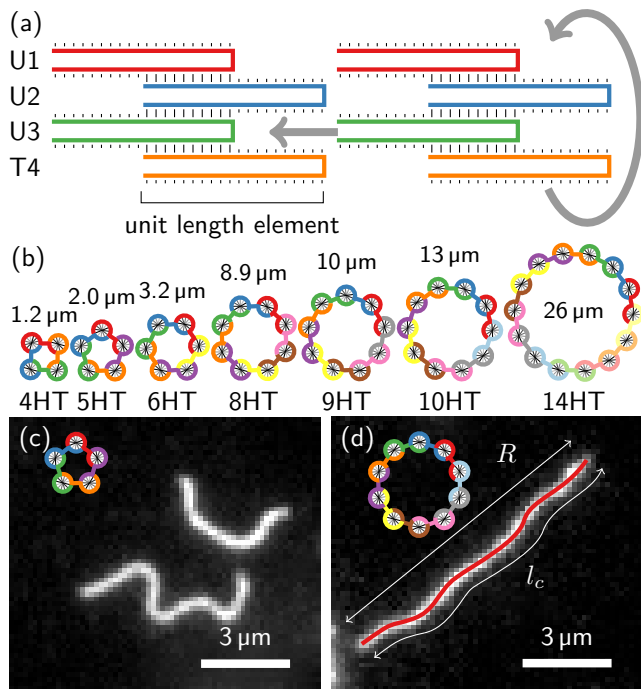 (a)
U1
U2
U3
T4
unit length element
(b)
1.2 µm
2.0 µm
3.2 µm
8.9 µm
10 µm
13 µm
26 µm
4HT 5HT 6HT 8HT 9HT 10HT 14HT
(c)
3 µm
(d)
R
l_c
3 µm